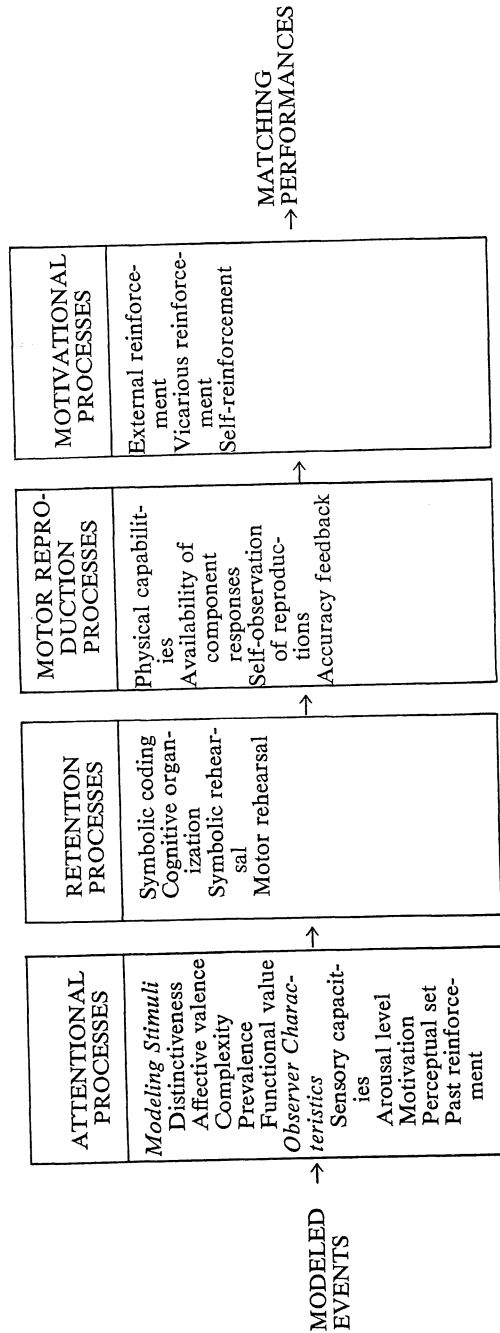 MODELED
EVENTS
→
ATTENTIONAL
PROCESSES
Modeling Stimuli
Distinctiveness
Affective valence
Complexity
Prevalence
Functional value
Observer Charac-
teristics
Sensory capacit-
ies
Arousal level
Motivation
Perceptual set
Past reinforce-
ment
→
RETENTION
PROCESSES
Symbolic coding
Cognitive organ-
ization
Symbolic rehear-
sal
Motor rehearsal
→
MOTOR REPRO-
DUCTION
PROCESSES
Physical capabilit-
ies
Availability of
component
responses
Self-observation
of reproduc-
tions
Accuracy feedback
→
MOTIVATIONAL
PROCESSES
External reinforce-
ment
Vicarious reinforce-
ment
Self-reinforcement
→
MATCHING
PERFORMANCES